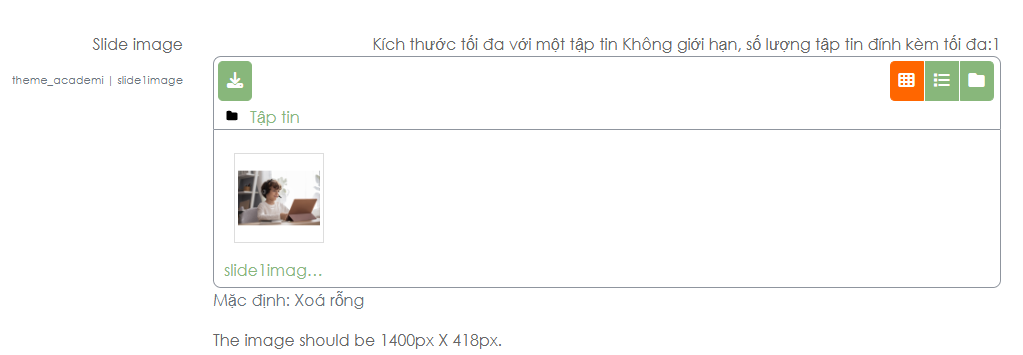 Slide image
Kích thước tối đa với một tập tin Không giới hạn, số lượng tập tin đính kèm tối đa:1
theme_academi | slide1image
Tập tin
slide1imag...
Mặc định: Xoá rỗng
The image should be 1400px X 418px.